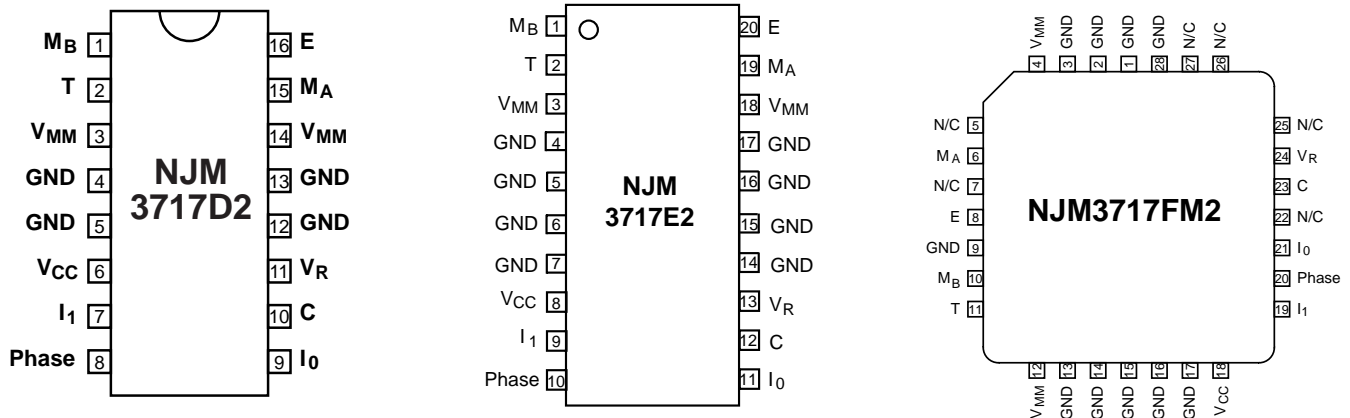 MB 1
T 2
VMM 3
GND 4
GND 5
VCC 6
I1 7
Phase 8
NJM
3717D2
16 E
15 MA
14 VMM
13 GND
12 GND
11 VR
10 C
9 I0
MB 1
T 2
VMM 3
GND 4
GND 5
GND 6
GND 7
VCC 8
I1 9
Phase 10
NJM
3717E2
20 E
19 MA
18 VMM
17 GND
16 GND
15 GND
14 GND
13 VR
12 C
11 I0
VMM 4
GND 3
GND 2
GND 1
GND 28
N/C 27
N/C 26
N/C 5
MA 6
N/C 7
E 8
GND 9
MB 10
T 11
NJM3717FM2
25 N/C
24 VR
23 C
22 N/C
21 I0
20 Phase
19 I1
VMM 12
GND 13
GND 14
GND 15
GND 16
GND 17
VCC 18